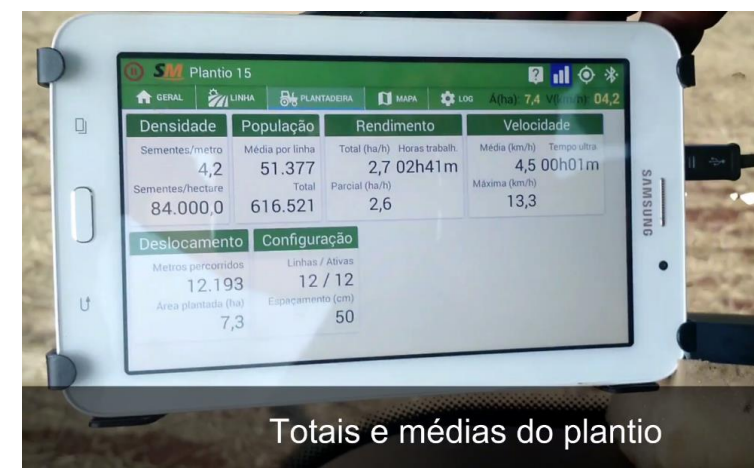 SM Plantio 15
GERAL LINHA PLANTADEIRA MAPA LOG Á(ha): 7,4 V(km/h): 04,2
Densidade
Sementes/metro
4,2
Sementes/hecture
84.000,0
População
Média por linha
51.377
Total
616.521
Rendimento
Total (ha/h) Horas trabalh.
2,7 02h41m
Parcial (ha/h)
2,6
Velocidade
Média (km/h) Tempo ultra.
4,5 00h01m
Máxima (km/h)
13,3
Deslocamento
Metros percorridos
12.193
Área plantada (ha)
7,3
Configuração
Linhas / Ativas
12 / 12
Espaçamento (cm)
50
SAMSUNG
Totais e médias do plantio